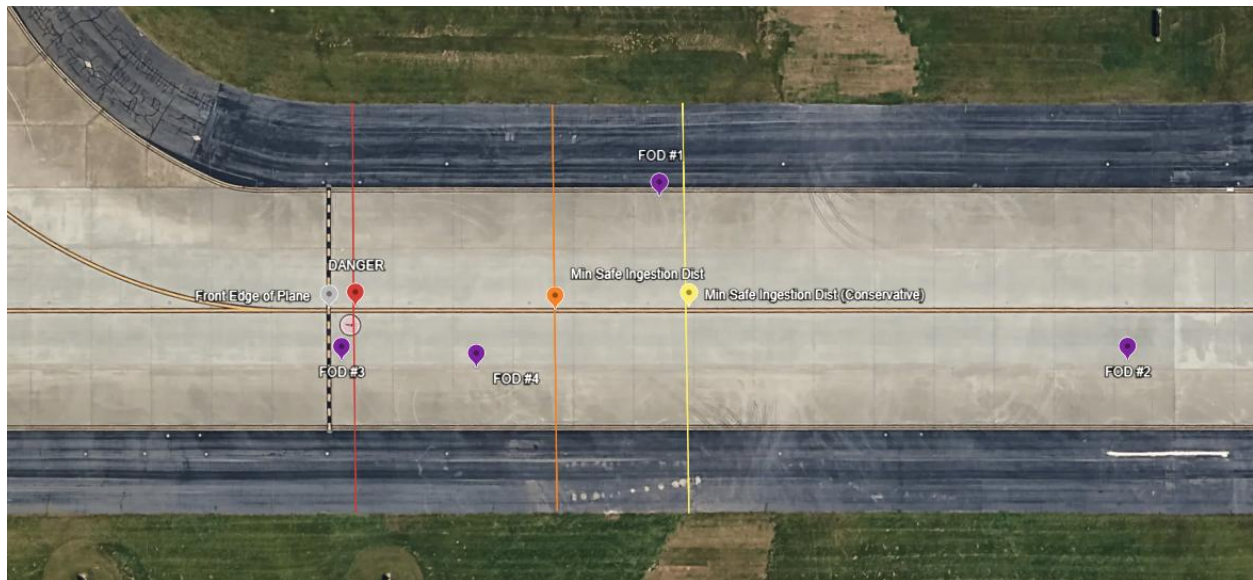 FOD #1
DANGER
Min Safe Ingestion Dist
Front Edge of Plane
Min Safe Ingestion Dist (Conservative)
FOD #3
FOD #4
FOD #2